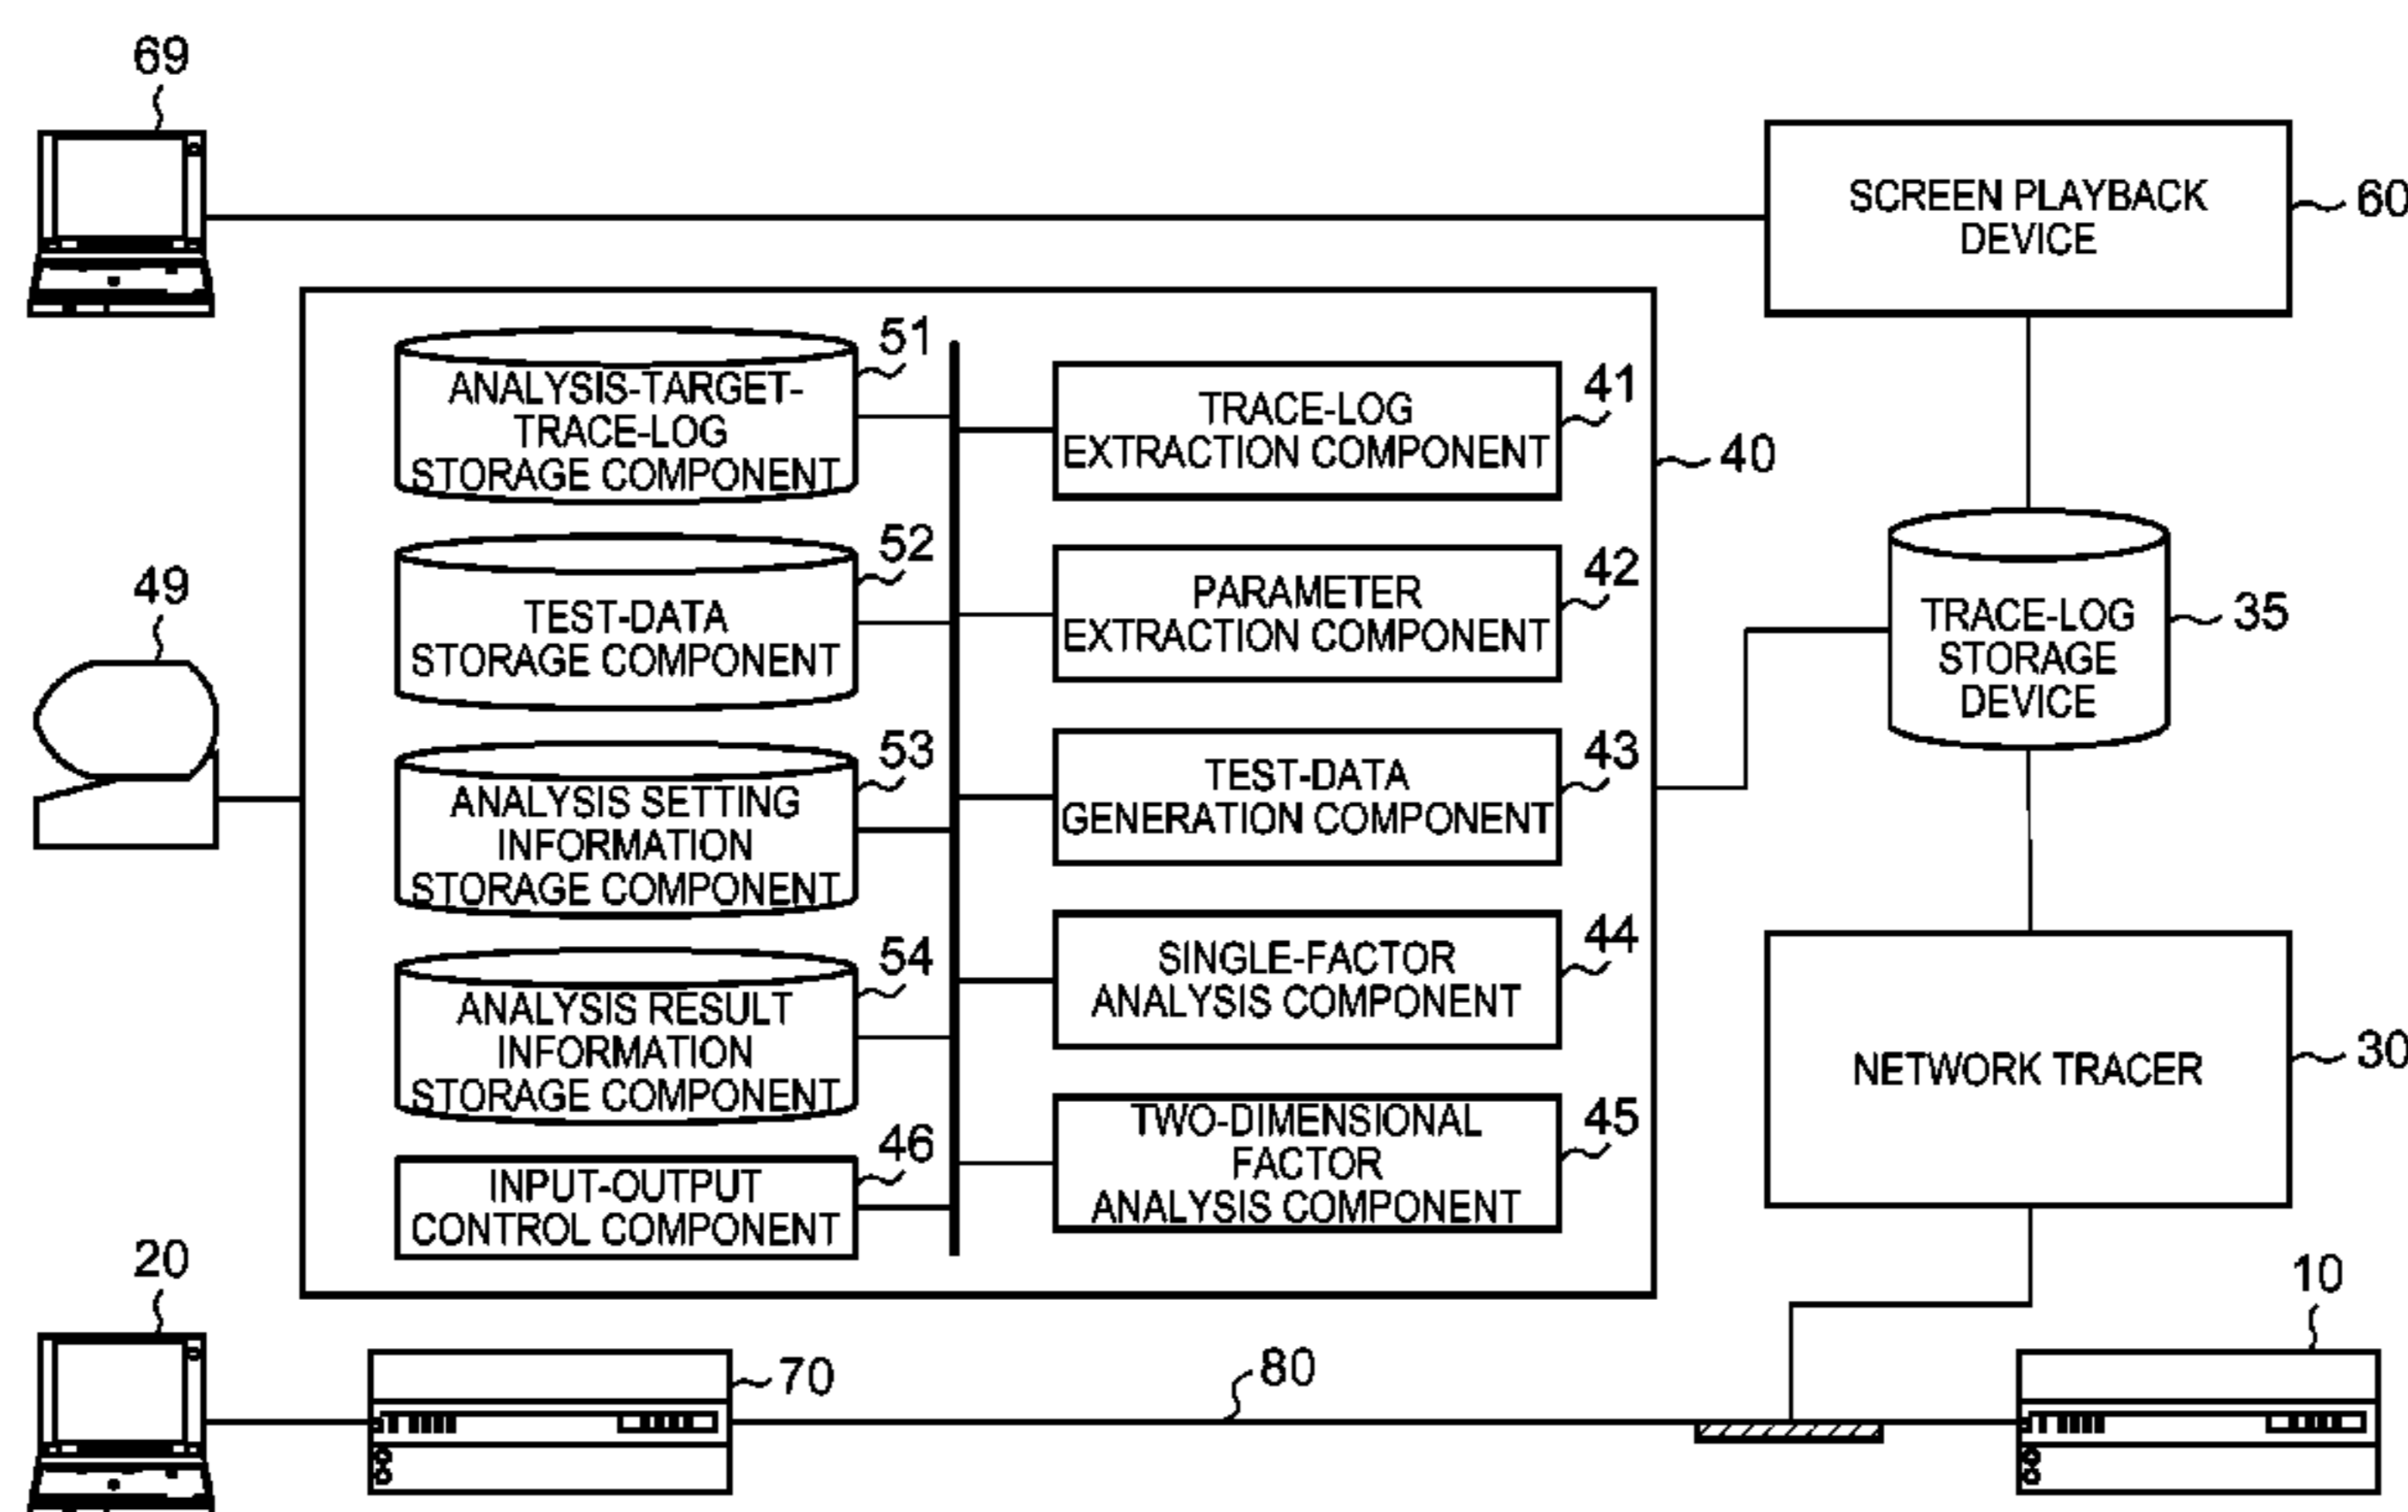 69
SCREEN PLAYBACK
DEVICE
60
51
ANALYSIS-TARGET-
TRACE-LOG
STORAGE COMPONENT
41
TRACE-LOG
EXTRACTION COMPONENT
40
52
TEST-DATA
STORAGE COMPONENT
42
PARAMETER
EXTRACTION COMPONENT
49
35
TRACE-LOG
STORAGE
DEVICE
53
ANALYSIS SETTING
INFORMATION
STORAGE COMPONENT
43
TEST-DATA
GENERATION COMPONENT
54
ANALYSIS RESULT
INFORMATION
STORAGE COMPONENT
44
SINGLE-FACTOR
ANALYSIS COMPONENT
NETWORK TRACER
30
46
INPUT-OUTPUT
CONTROL COMPONENT
45
TWO-DIMENSIONAL
FACTOR
ANALYSIS COMPONENT
20
70
80
10